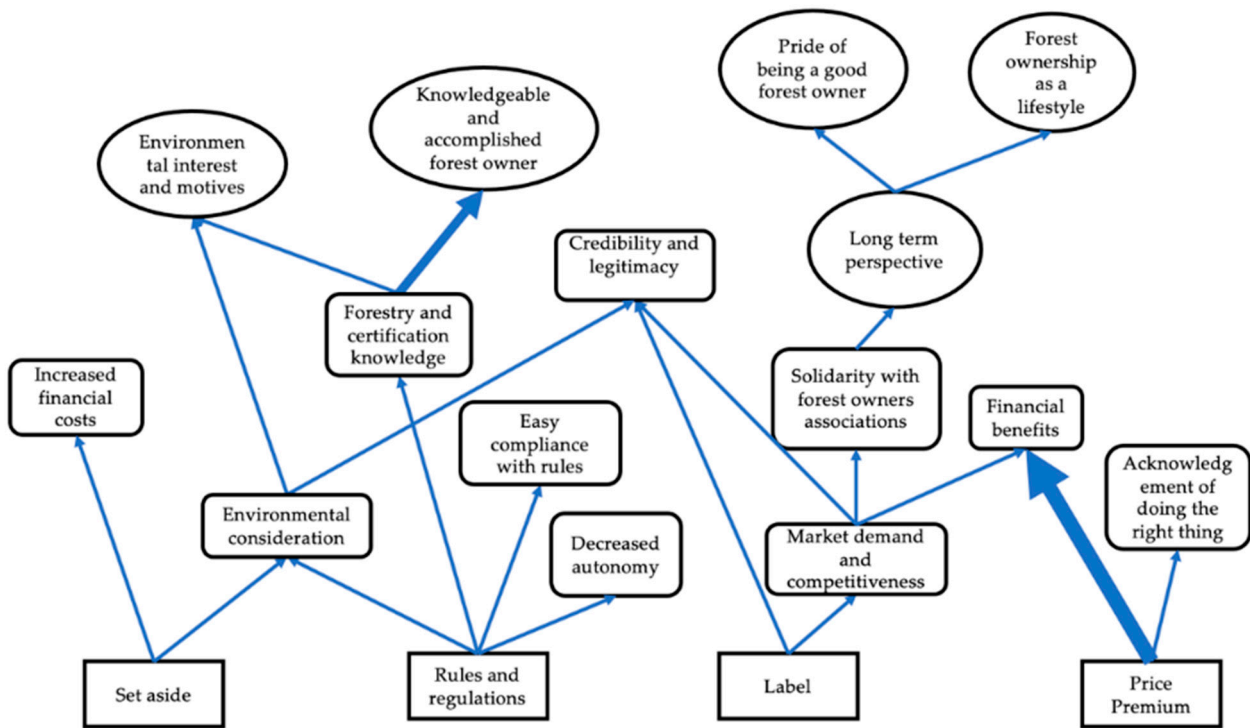 Pride of
being a good
forest owner
Forest
ownership
as a
lifestyle
Knowledgeable
and
accomplished
forest owner
Environmen
tal interest
and motives
Credibility and
legitimacy
Long term
perspective
Forestry and
certification
knowledge
Increased
financial
costs
Solidarity with
forest owners
associations
Financial
benefits
Easy
compliance
with rules
Acknowledg
ement of
doing the
right thing
Environmental
consideration
Decreased
autonomy
Market demand
and
competitiveness
Set aside
Rules and
regulations
Label
Price
Premium